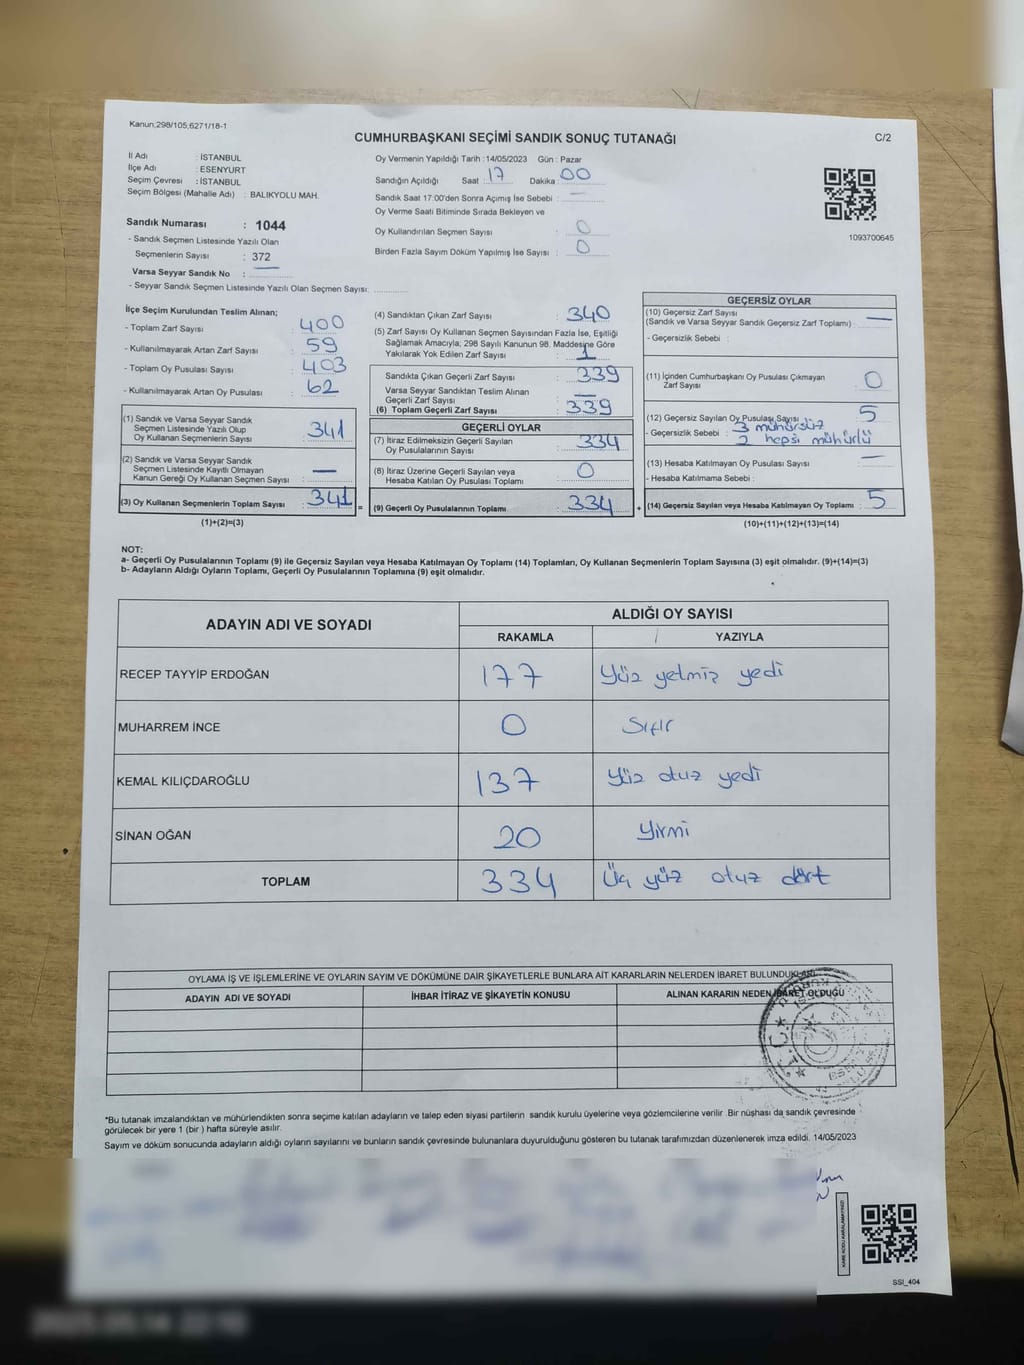 Kanun,298/105,6271/18-1
CUMHURBAŞKANI SEÇİMİ SANDIK SONUÇ TUTANAĞI
C/2
İl Adı : İSTANBUL
İlçe Adı : ESENYURT
Seçim Çevresi : İSTANBUL
Seçim Bölgesi (Mahalle Adı) : BALIKYOLU MAH.
Sandık Numarası : 1044
- Sandık Seçmen Listesinde Yazılı Olan
Seçmenlerin Sayısı : 372
Varsa Seyyar Sandık No : —
- Seyyar Sandık Seçmen Listesinde Yazılı Olan Seçmen Sayısı:
Oy Vermenin Yapıldığı Tarih :14/05/2023 Gün : Pazar
Sandığın Açıldığı Saat : 17 Dakika : 00
Sandık Saat 17:00'den Sonra Açımış İse Sebebi : —
Oy Verme Saati Bitiminde Sırada Bekleyen ve
Oy Kullandırılan Seçmen Sayısı : 0
Birden Fazla Sayım Döküm Yapılmış İse Sayısı : 0
1093700645
İlçe Seçim Kurulundan Teslim Alınan;
- Toplam Zarf Sayısı : 400
- Kullanılmayarak Artan Zarf Sayısı : 59
- Toplam Oy Pusulası Sayısı : 403
- Kullanılmayarak Artan Oy Pusulası : 62
(1) Sandık ve Varsa Seyyar Sandık
Seçmen Listesinde Yazılı Olup
Oy Kullanan Seçmenlerin Sayısı : 341
(2) Sandık ve Varsa Seyyar Sandık
Seçmen Listesinde Kayıtlı Olmayan
Kanun Gereği Oy Kullanan Seçmen Sayısı : —
(3) Oy Kullanan Seçmenlerin Toplam Sayısı : 341 =
(1)+(2)=(3)
(4) Sandıktan Çıkan Zarf Sayısı : 340
(5) Zarf Sayısı Oy Kullanan Seçmen Sayısından Fazla İse, Eşitliği
Sağlamak Amacıyla; 298 Sayılı Kanunun 98. Maddesine Göre
Yakılarak Yok Edilen Zarf Sayısı : 1
Sandıkta Çıkan Geçerli Zarf Sayısı : 339
Varsa Seyyar Sandıktan Teslim Alınan
Geçerli Zarf Sayısı : —
(6) Toplam Geçerli Zarf Sayısı : 339
GEÇERLİ OYLAR
(7) İtiraz Edilmeksizin Geçerli Sayılan
Oy Pusulalarının Sayısı : 334
(8) İtiraz Üzerine Geçerli Sayılan veya
Hesaba Katılan Oy Pusulası Toplamı : 0
(9) Geçerli Oy Pusulalarının Toplamı : 334 +
GEÇERSİZ OYLAR
(10) Geçersiz Zarf Sayısı
(Sandık ve Varsa Seyyar Sandık Geçersiz Zarf Toplamı) : —
- Geçersizlik Sebebi :
(11) İçinden Cumhurbaşkanı Oy Pusulası Çıkmayan
Zarf Sayısı : 0
(12) Geçersiz Sayılan Oy Pusulası Sayısı : 5
- Geçersizlik Sebebi : 3 mühürsüz
2 hepsi mühürlü
(13) Hesaba Katılmayan Oy Pusulası Sayısı : —
- Hesaba Katılmama Sebebi :
(14) Geçersiz Sayılan veya Hesaba Katılmayan Oy Toplamı : 5
(10)+(11)+(12)+(13)=(14)
NOT:
a- Geçerli Oy Pusulalarının Toplamı (9) ile Geçersiz Sayılan veya Hesaba Katılmayan Oy Toplamı (14) Toplamları, Oy Kullanan Seçmenlerin Toplam Sayısına (3) eşit olmalıdır. (9)+(14)=(3)
b- Adayların Aldığı Oyların Toplamı, Geçerli Oy Pusulalarının Toplamına (9) eşit olmalıdır.
ADAYIN ADI VE SOYADI
ALDIĞI OY SAYISI
RAKAMLA YAZIYLA
RECEP TAYYİP ERDOĞAN 177 Yüz yetmiş yedi
MUHARREM İNCE 0 Sıfır
KEMAL KILIÇDAROĞLU 137 Yüz otuz yedi
SİNAN OĞAN 20 Yirmi
TOPLAM 334 Üç yüz otuz dört
OYLAMA İŞ VE İŞLEMLERİNE VE OYLARIN SAYIM VE DÖKÜMÜNE DAİR ŞİKAYETLERLE BUNLARA AİT KARARLARIN NELERDEN İBARET BULUNDUKLARI
ADAYIN ADI VE SOYADI İHBAR İTİRAZ VE ŞİKAYETİN KONUSU ALINAN KARARIN NEDEN İBARET OLDUĞU
*Bu tutanak imzalandıktan ve mühürlendikten sonra seçime katılan adayların ve talep eden siyasi partilerin sandık kurulu üyelerine veya gözlemcilerine verilir .Bir nüshası da sandık çevresinde
görülecek bir yere 1 (bir ) hafta süreyle asılır.
Sayım ve döküm sonucunda adayların aldığı oyların sayılarını ve bunların sandık çevresinde bulunanlara duyurulduğunu gösteren bu tutanak tarafımızdan düzenlenerek imza edildi. 14/05/2023
KARE KODU KARALAMAYINIZ!
SSI_404